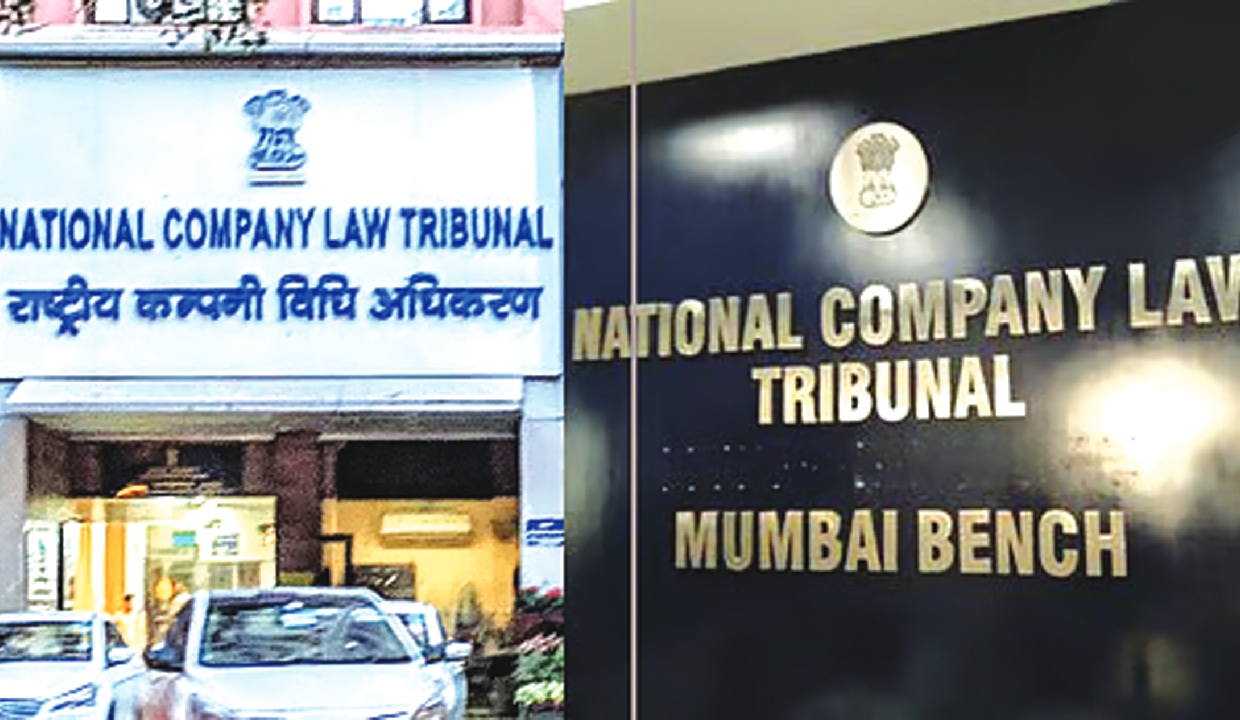 NATIONAL COMPANY LAW TRIBUNAL
राष्ट्रीय कम्पनी विधि अधिकरण
NATIONAL COMPANY LAW
TRIBUNAL
MUMBAI BENCH